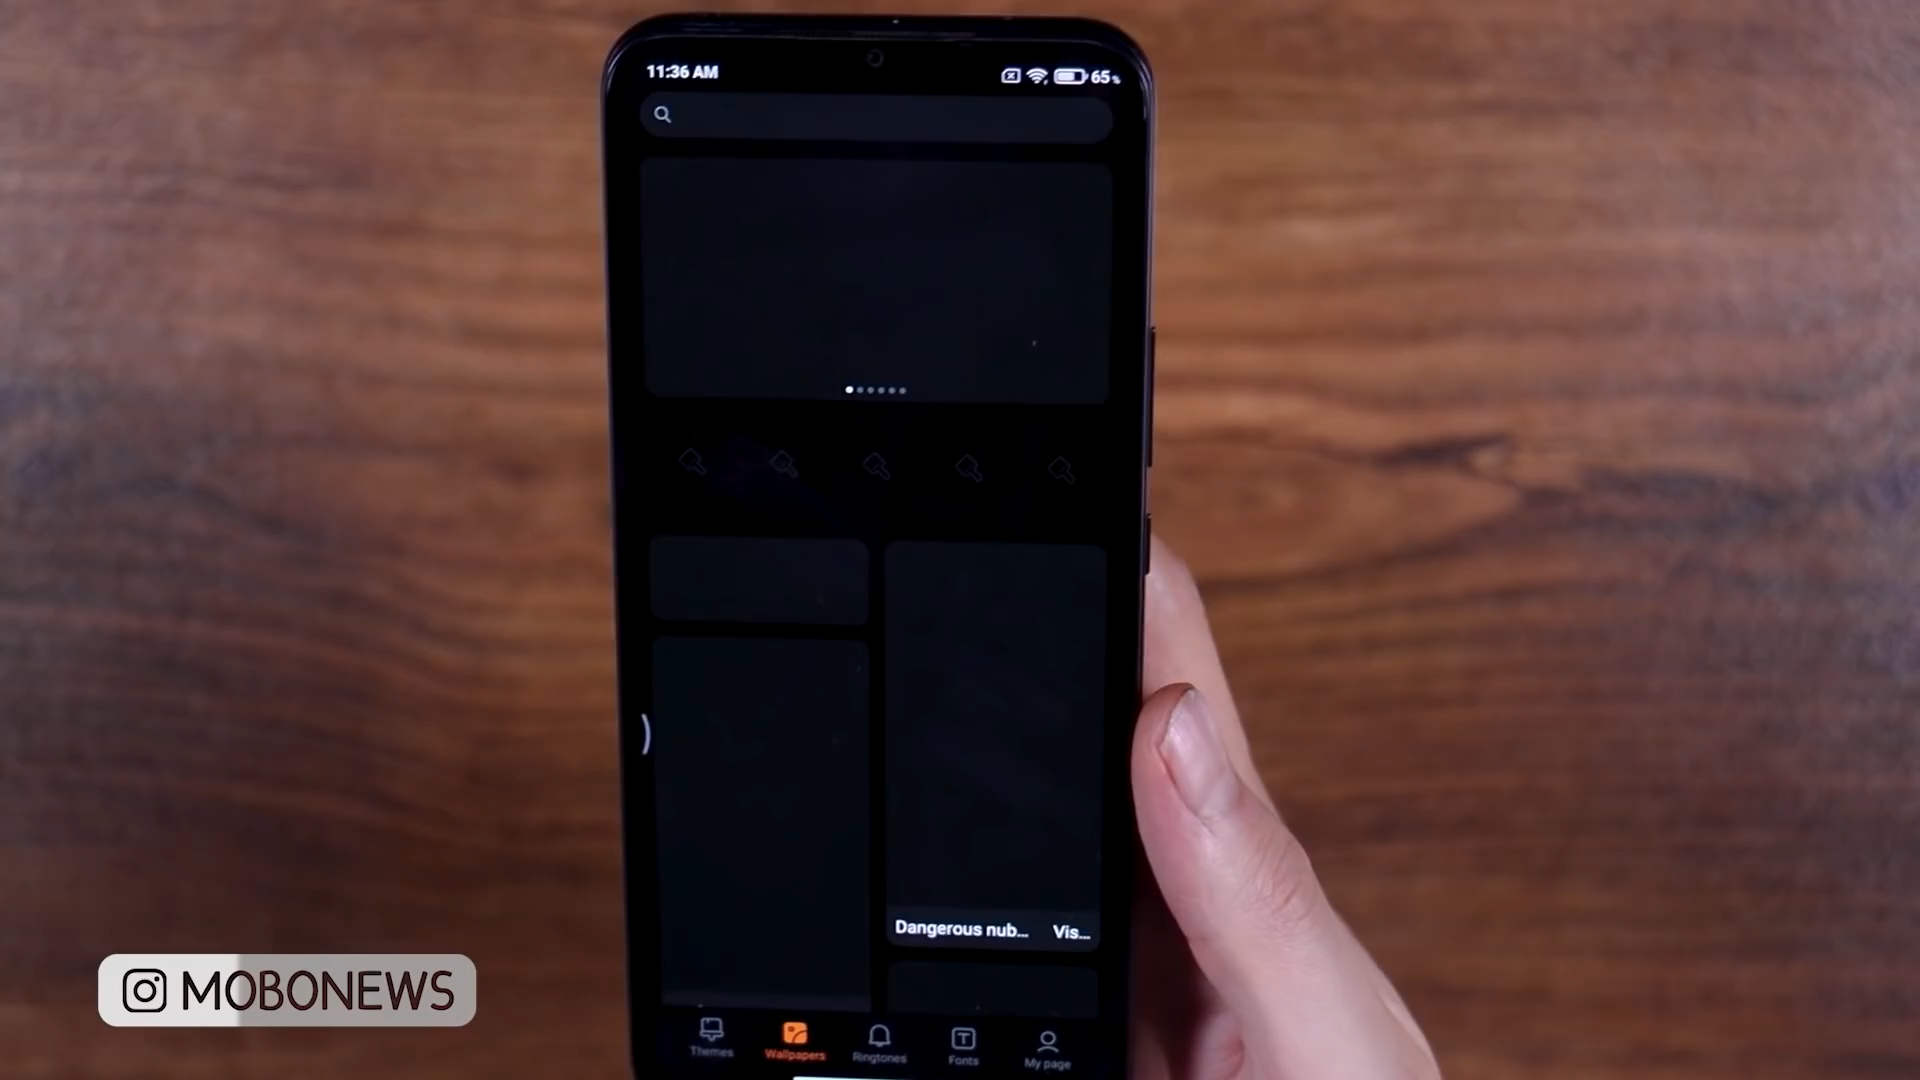 11:36 AM
65%
Dangerous nub... Vis...
MOBONEWS
Themes Wallpapers Ringtones Fonts My page